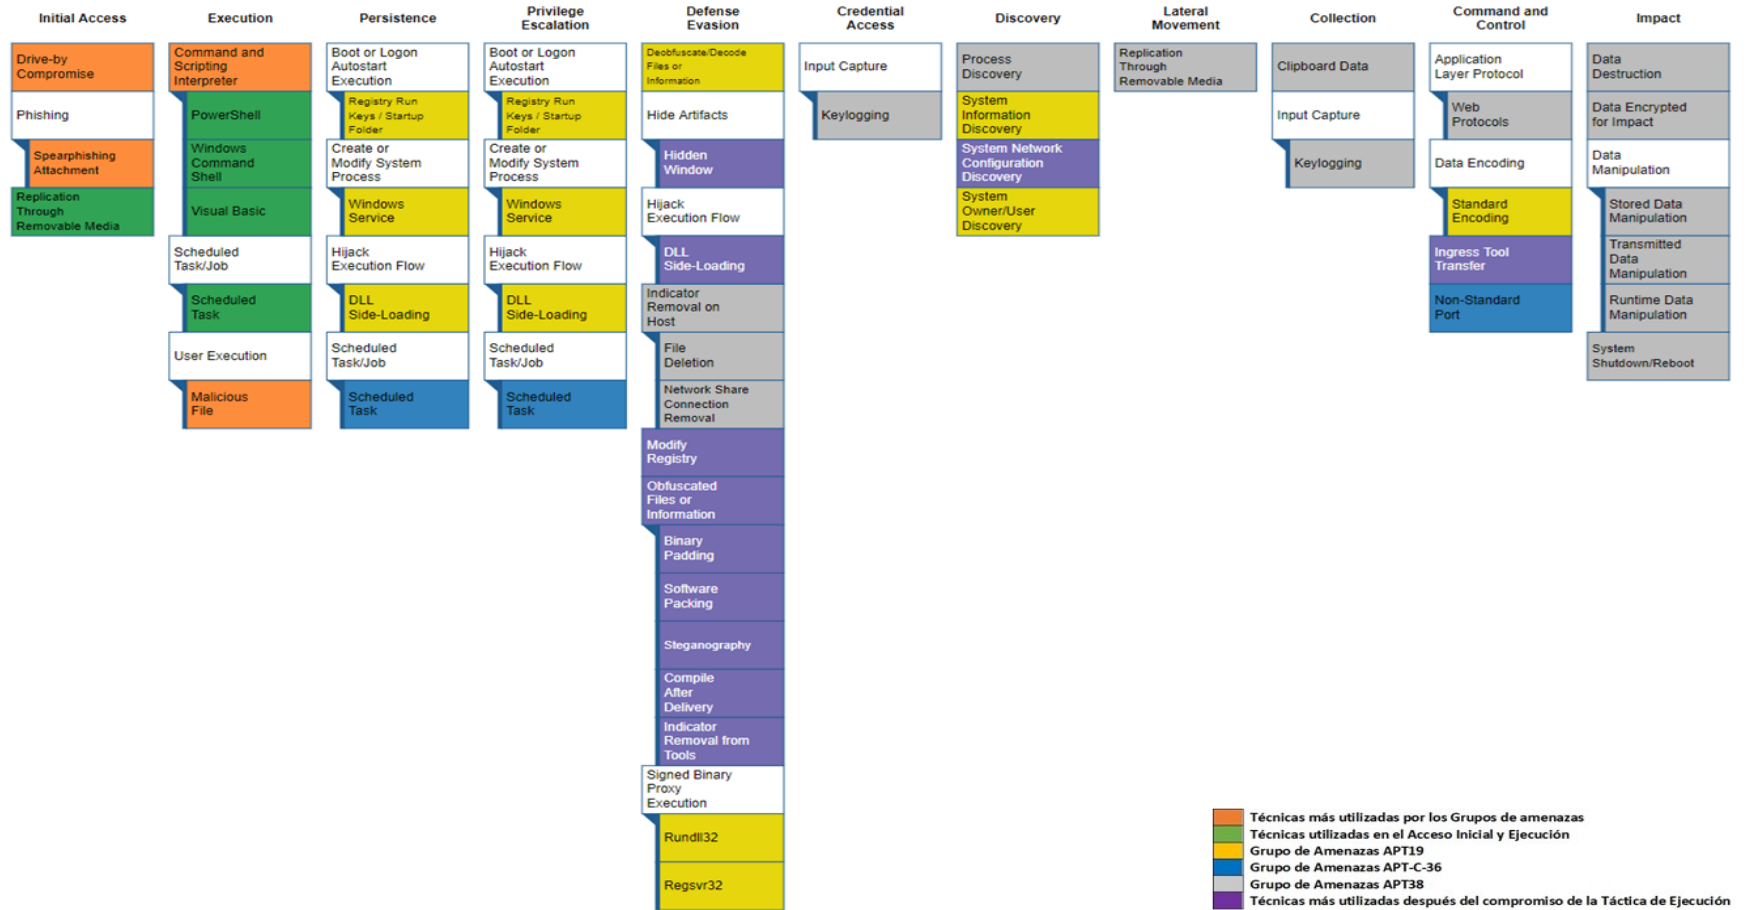 Initial Access
Execution
Persistence
Privilege
Escalation
Defense
Evasion
Credential
Access
Discovery
Lateral
Movement
Collection
Command and
Control
Impact
Drive-by
Compromise
Phishing
Spearphishing
Attachment
Replication
Through
Removable Media
Command and
Scripting
Interpreter
PowerShell
Windows
Command
Shell
Visual Basic
Scheduled
Task/Job
Scheduled
Task
User Execution
Malicious
File
Boot or Logon
Autostart
Execution
Registry Run
Keys / Startup
Folder
Create or
Modify System
Process
Windows
Service
Hijack
Execution Flow
DLL
Side-Loading
Scheduled
Task/Job
Scheduled
Task
Boot or Logon
Autostart
Execution
Registry Run
Keys / Startup
Folder
Create or
Modify System
Process
Windows
Service
Hijack
Execution Flow
DLL
Side-Loading
Scheduled
Task/Job
Scheduled
Task
Deobfuscate/Decode
Files or
Information
Hide Artifacts
Hidden
Window
Hijack
Execution Flow
DLL
Side-Loading
Indicator
Removal on
Host
File
Deletion
Network Share
Connection
Removal
Modify
Registry
Obfuscated
Files or
Information
Binary
Padding
Software
Packing
Steganography
Compile
After
Delivery
Indicator
Removal from
Tools
Signed Binary
Proxy
Execution
Rundll32
Regsvr32
Input Capture
Keylogging
Process
Discovery
System
Information
Discovery
System Network
Configuration
Discovery
System
Owner/User
Discovery
Replication
Through
Removable Media
Clipboard Data
Input Capture
Keylogging
Application
Layer Protocol
Web
Protocols
Data Encoding
Standard
Encoding
Ingress Tool
Transfer
Non-Standard
Port
Data
Destruction
Data Encrypted
for Impact
Data
Manipulation
Stored Data
Manipulation
Transmitted
Data
Manipulation
Runtime Data
Manipulation
System
Shutdown/Reboot
Técnicas más utilizadas por los Grupos de amenazas
Técnicas utilizadas en el Acceso Inicial y Ejecución
Grupo de Amenazas APT19
Grupo de Amenazas APT-C-36
Grupo de Amenazas APT38
Técnicas más utilizadas después del compromiso de la Táctica de Ejecución